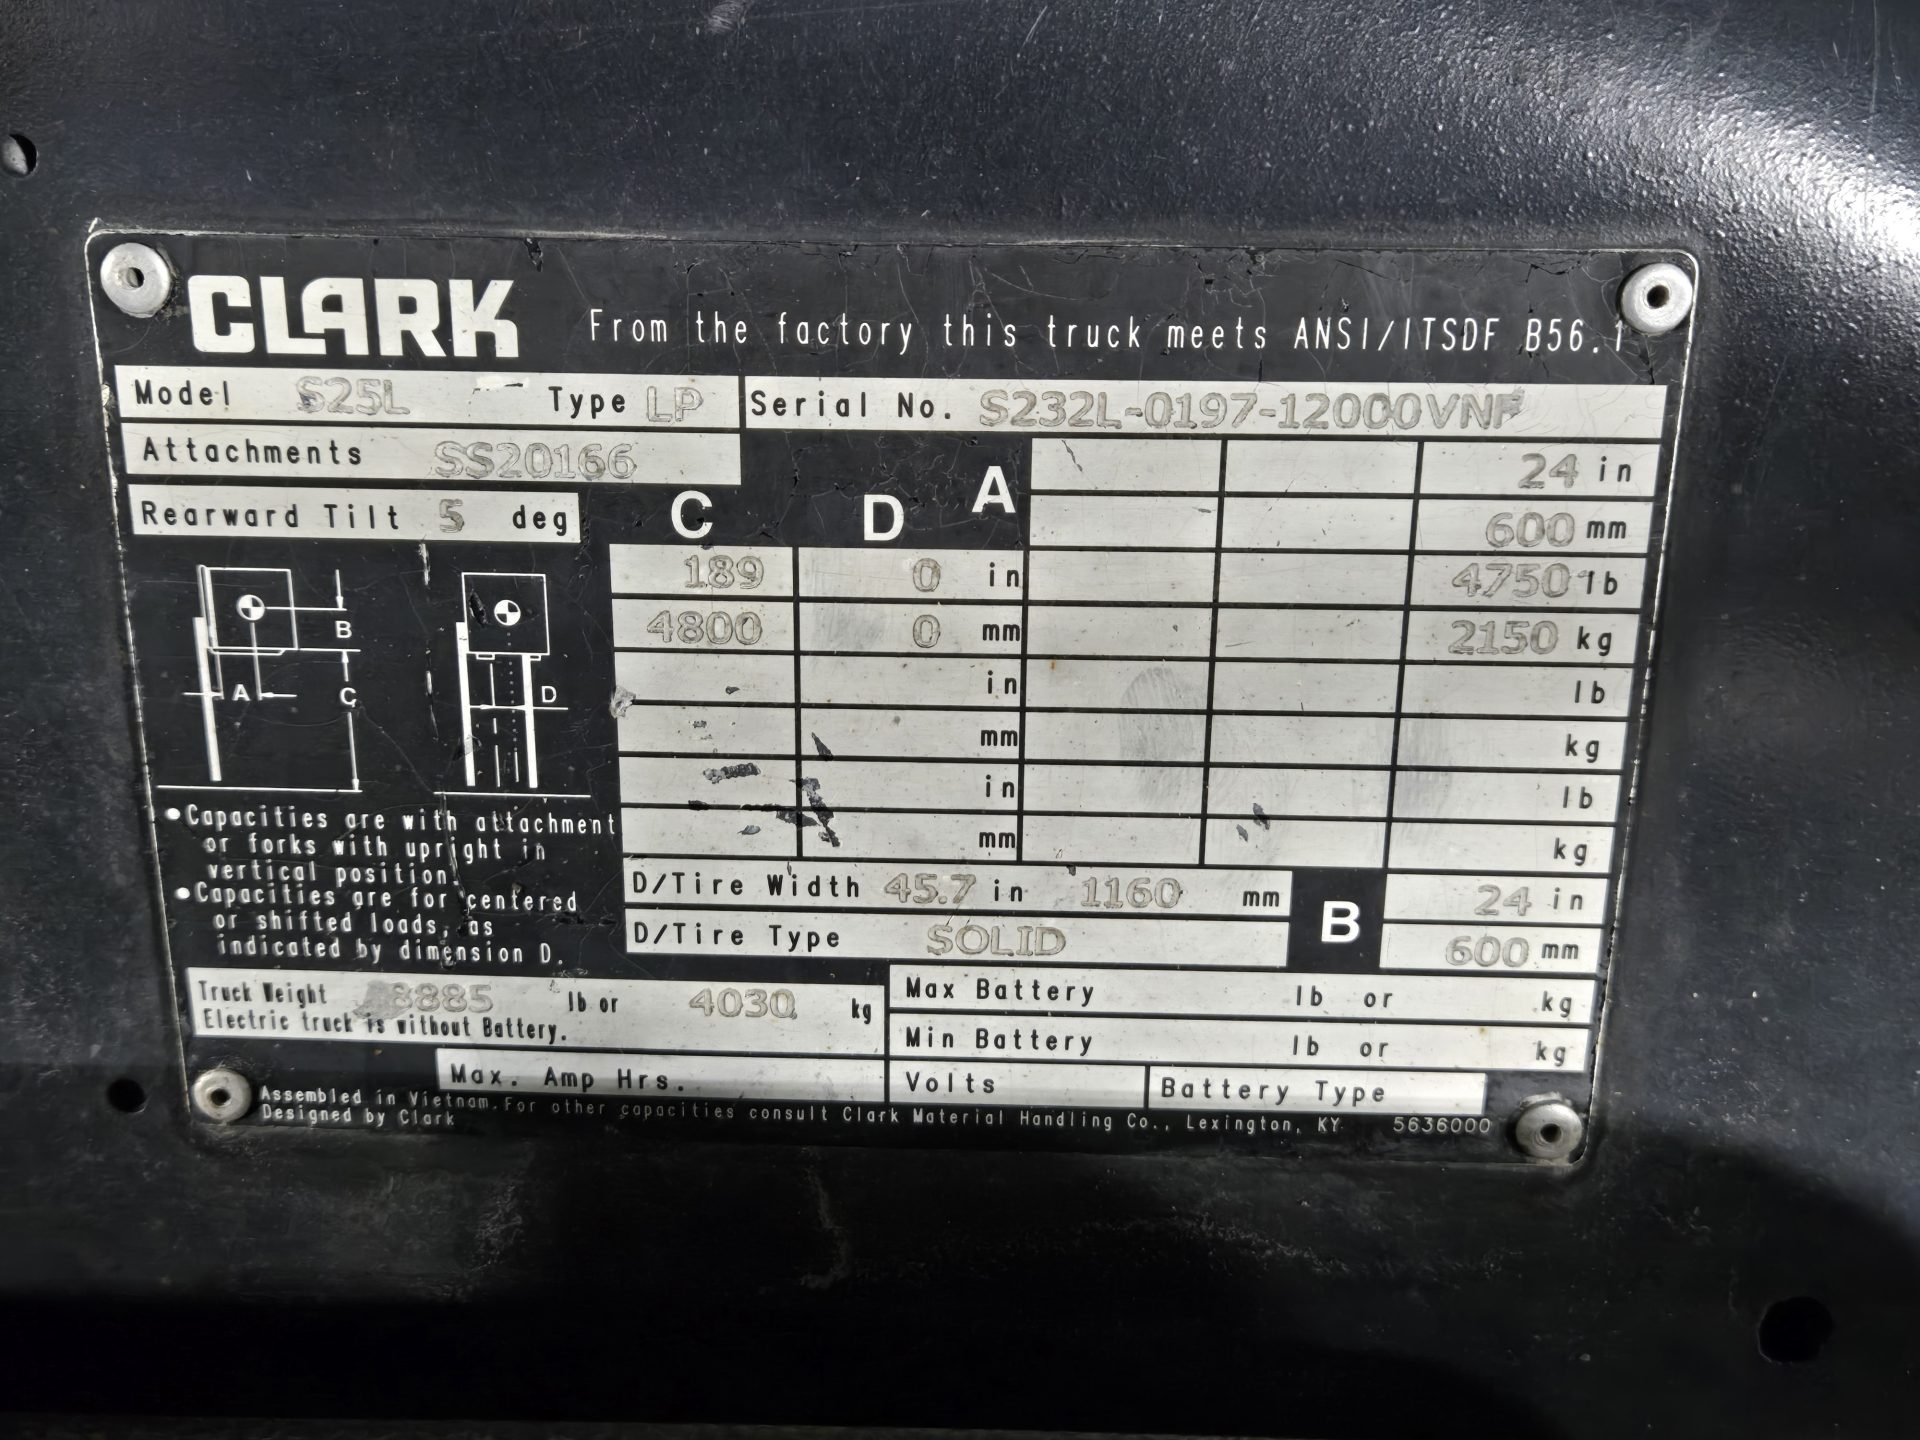 CLARK From the factory this truck meets ANSI/ITSDF B56.1
Model S25L Type LP Serial No. S232L-0197-12000VNF
Attachments SS20166
Rearward Tilt 5 deg
C D A
24 in
600 mm
189 0 in 4750 lb
4800 0 mm 2150 kg
in lb
mm kg
in lb
mm kg
B
A C
D
•Capacities are with attachment
or forks with upright in
vertical position.
•Capacities are for centered
or shifted loads, as
indicated by dimension D.
D/Tire Width 45.7 in 1160 mm
D/Tire Type SOLID
B 24 in
600 mm
Truck Weight 8885 lb or 4030 kg
Electric truck is without Battery.
Max Battery lb or kg
Min Battery lb or kg
Max. Amp Hrs. Volts Battery Type
Assembled in Vietnam. For other capacities consult Clark Material Handling Co., Lexington, KY 5636000
Designed by Clark